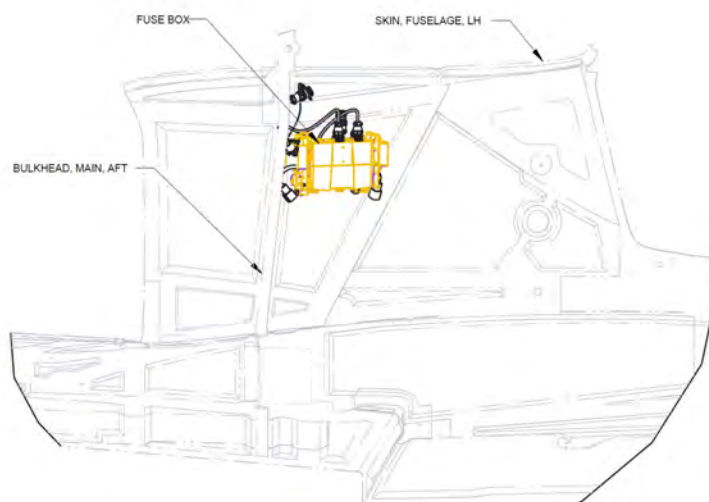 FUSE BOX
SKIN, FUSELAGE, LH
BULKHEAD, MAIN, AFT